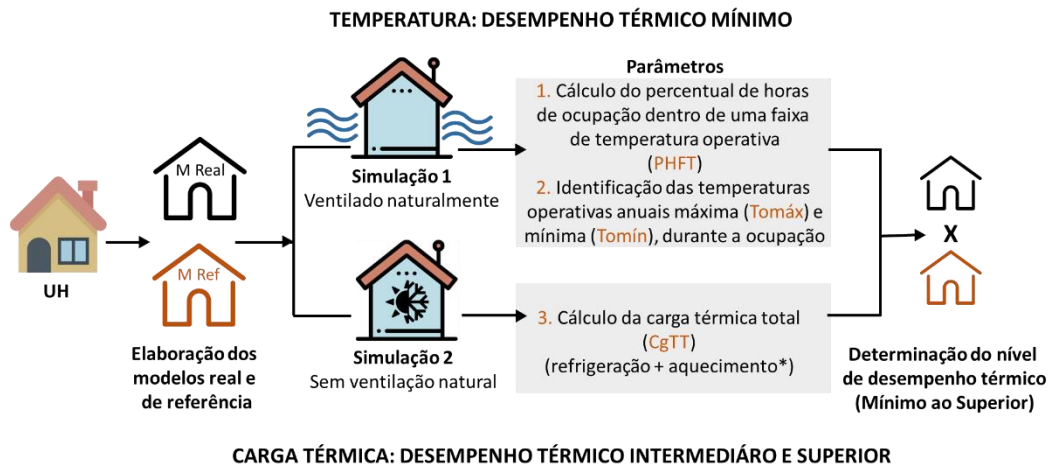 TEMPERATURA: DESEMPENHO TÉRMICO MÍNIMO
UH
M Real
M Ref
Elaboração dos
modelos real e
de referência
Simulação 1
Ventilado naturalmente
Simulação 2
Sem ventilação natural
Parâmetros
1. Cálculo do percentual de horas
de ocupação dentro de uma faixa
de temperatura operativa
(PHFT)
2. Identificação das temperaturas
operativas anuais máxima (Tomáx) e
mínima (Tomín), durante a ocupação
3. Cálculo da carga térmica total
(CgTT)
(refrigeração + aquecimento*)
X
Determinação do nível
de desempenho térmico
(Mínimo ao Superior)
CARGA TÉRMICA: DESEMPENHO TÉRMICO INTERMEDIÁRO E SUPERIOR